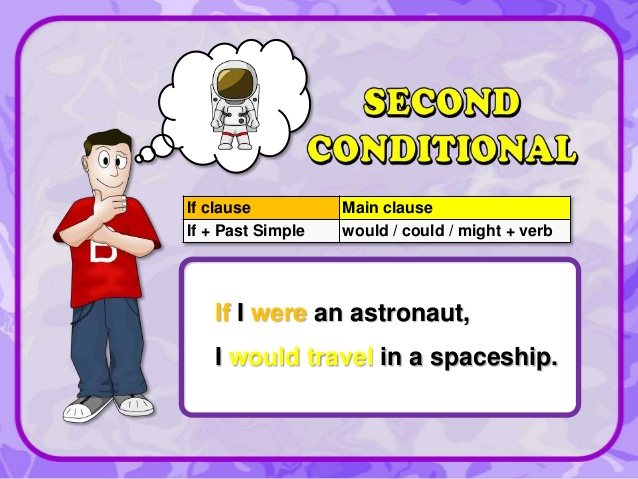 SECOND
CONDITIONAL
If clause Main clause
If + Past Simple would / could / might + verb
B
If I were an astronaut,
I would travel in a spaceship.